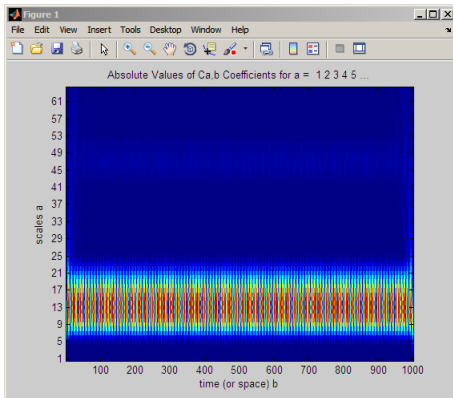 Figure 1
File Edit View Insert Tools Desktop Window Help
Absolute Values of Ca,b Coefficients for a = 1 2 3 4 5 ...
61
57
53
49
45
41
37
33
29
25
21
17
13
9
5
1
scales a
100 200 300 400 500 600 700 800 900 1000
time (or space) b